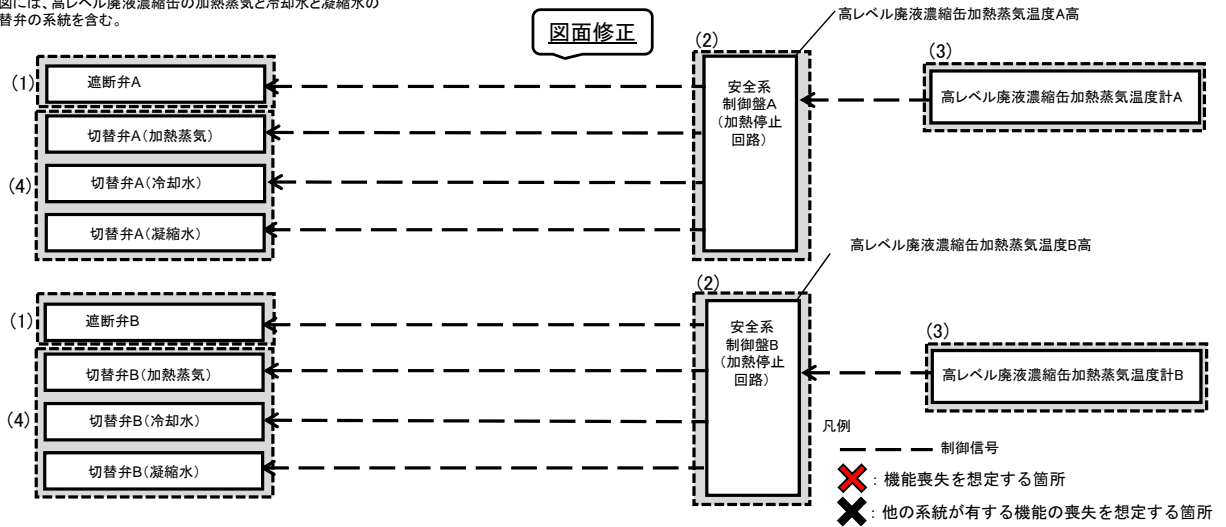 図には、高レベル廃液濃縮缶の加熱蒸気と冷却水と凝縮水の
替弁の系統を含む。
図面修正
高レベル廃液濃縮缶加熱蒸気温度A高
(1)
遮断弁A
(4)
切替弁A(加熱蒸気)
切替弁A(冷却水)
切替弁A(凝縮水)
(2)
安全系
制御盤A
(加熱停止
回路)
(3)
高レベル廃液濃縮缶加熱蒸気温度計A
高レベル廃液濃縮缶加熱蒸気温度B高
(1)
遮断弁B
(4)
切替弁B(加熱蒸気)
切替弁B(冷却水)
切替弁B(凝縮水)
(2)
安全系
制御盤B
(加熱停止
回路)
(3)
高レベル廃液濃縮缶加熱蒸気温度計B
凡例
制御信号
:機能喪失を想定する箇所
:他の系統が有する機能の喪失を想定する箇所